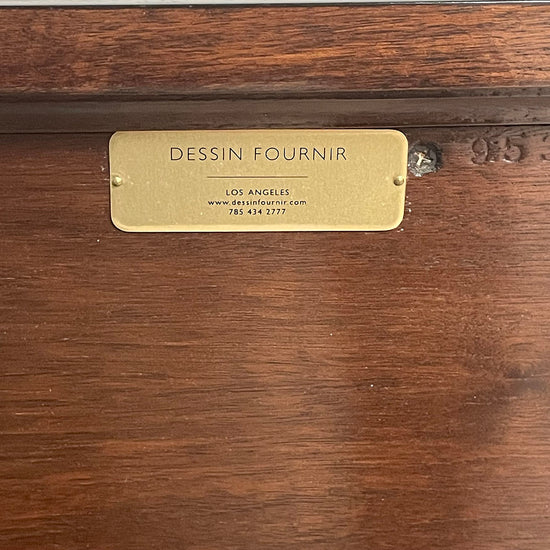 DESSIN FOURNIR
LOS ANGELES
www.dessinfournir.com
785 434 2777